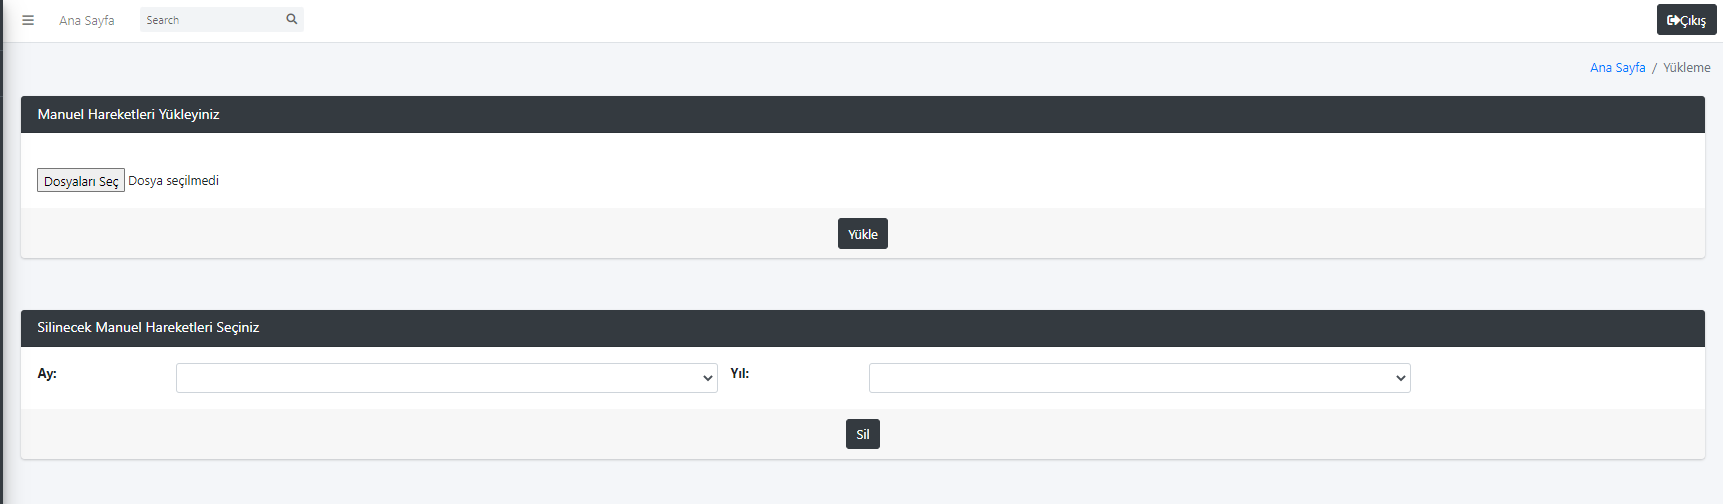 Ana Sayfa Search Çıkış
Ana Sayfa / Yükleme
Manuel Hareketleri Yükleyiniz
Dosyaları Seç Dosya seçilmedi
Yükle
Silinecek Manuel Hareketleri Seçiniz
Ay: Yıl:
Sil